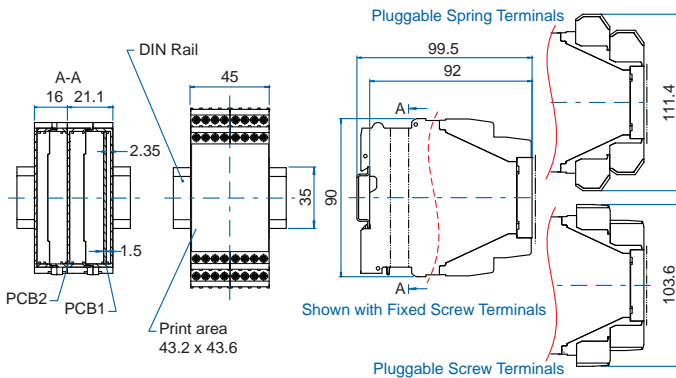 Pluggable Spring Terminals
DIN Rail
99.5
A-A
45
92
16
21.1
A
2.35
111.4
90
35
1.5
PCB2
PCB1
A
Shown with Fixed Screw Terminals
103.6
Print area
43.2 x 43.6
Pluggable Screw Terminals